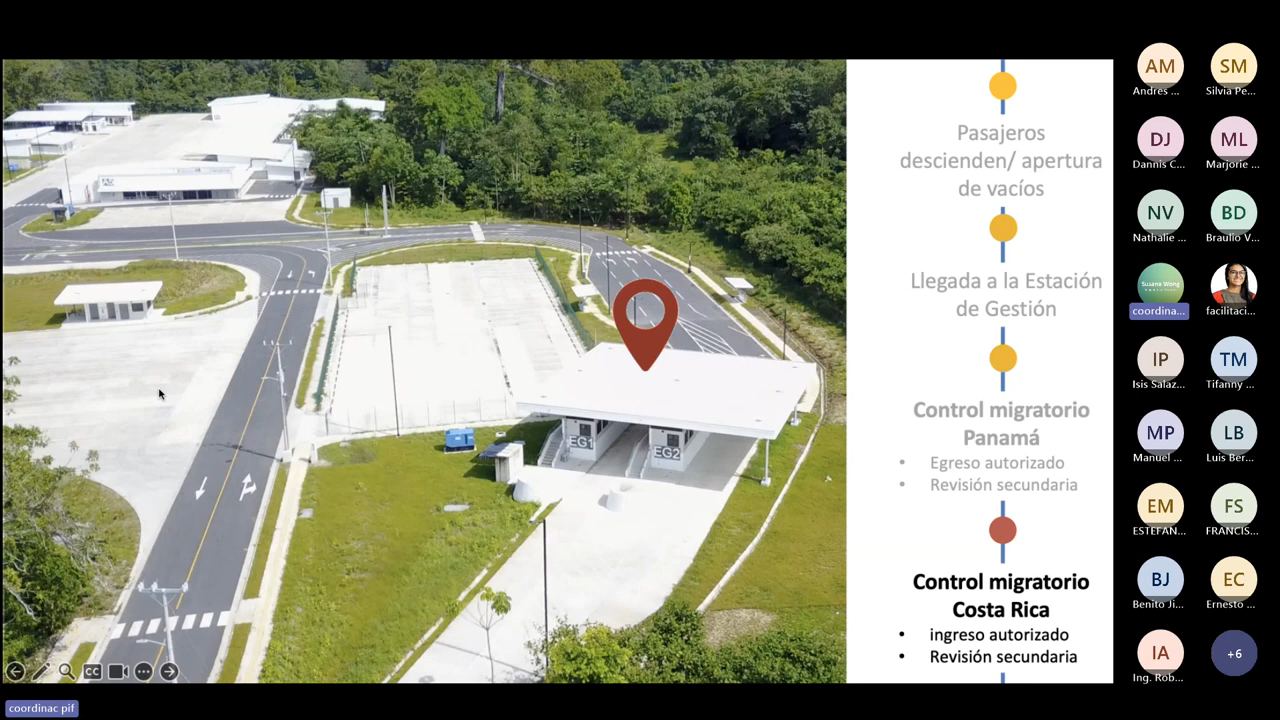 EG1
EG2
Pasajeros
descienden/ apertura
de vacíos
Llegada a la Estación
de Gestión
Control migratorio
Panamá
• Egreso autorizado
• Revisión secundaria
Control migratorio
Costa Rica
• ingreso autorizado
• Revisión secundaria
AM
SM
Andres ...
Silvia Pe...
DJ
ML
Dannis C...
Marjorie ...
NV
BD
Nathalie ...
Braulio V...
Susana Wong
coordina...
facilitaci...
IP
TM
Isis Salaz...
Tifanny ...
MP
LB
Manuel ...
Luis Ber...
EM
FS
ESTEFAN...
FRANCIS...
BJ
EC
Benito Ji...
Ernesto ...
IA
+6
Ing. Rob...
CC
coordinac pif